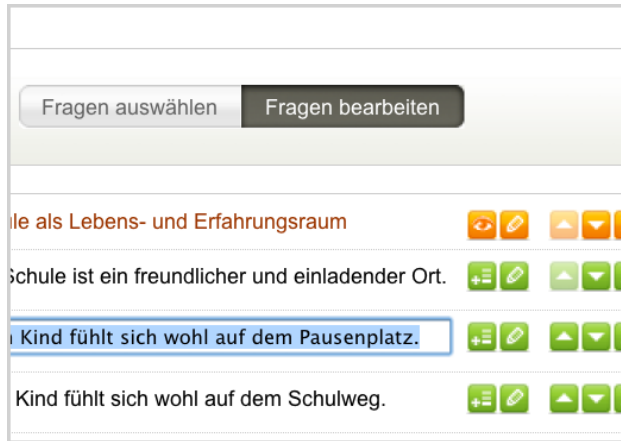 Fragen auswählen Fragen bearbeiten
als Lebens- und Erfahrungsraum
Schule ist ein freundlicher und einladender Ort.
Kind fühlt sich wohl auf dem Pausenplatz.
Kind fühlt sich wohl auf dem Schulweg.